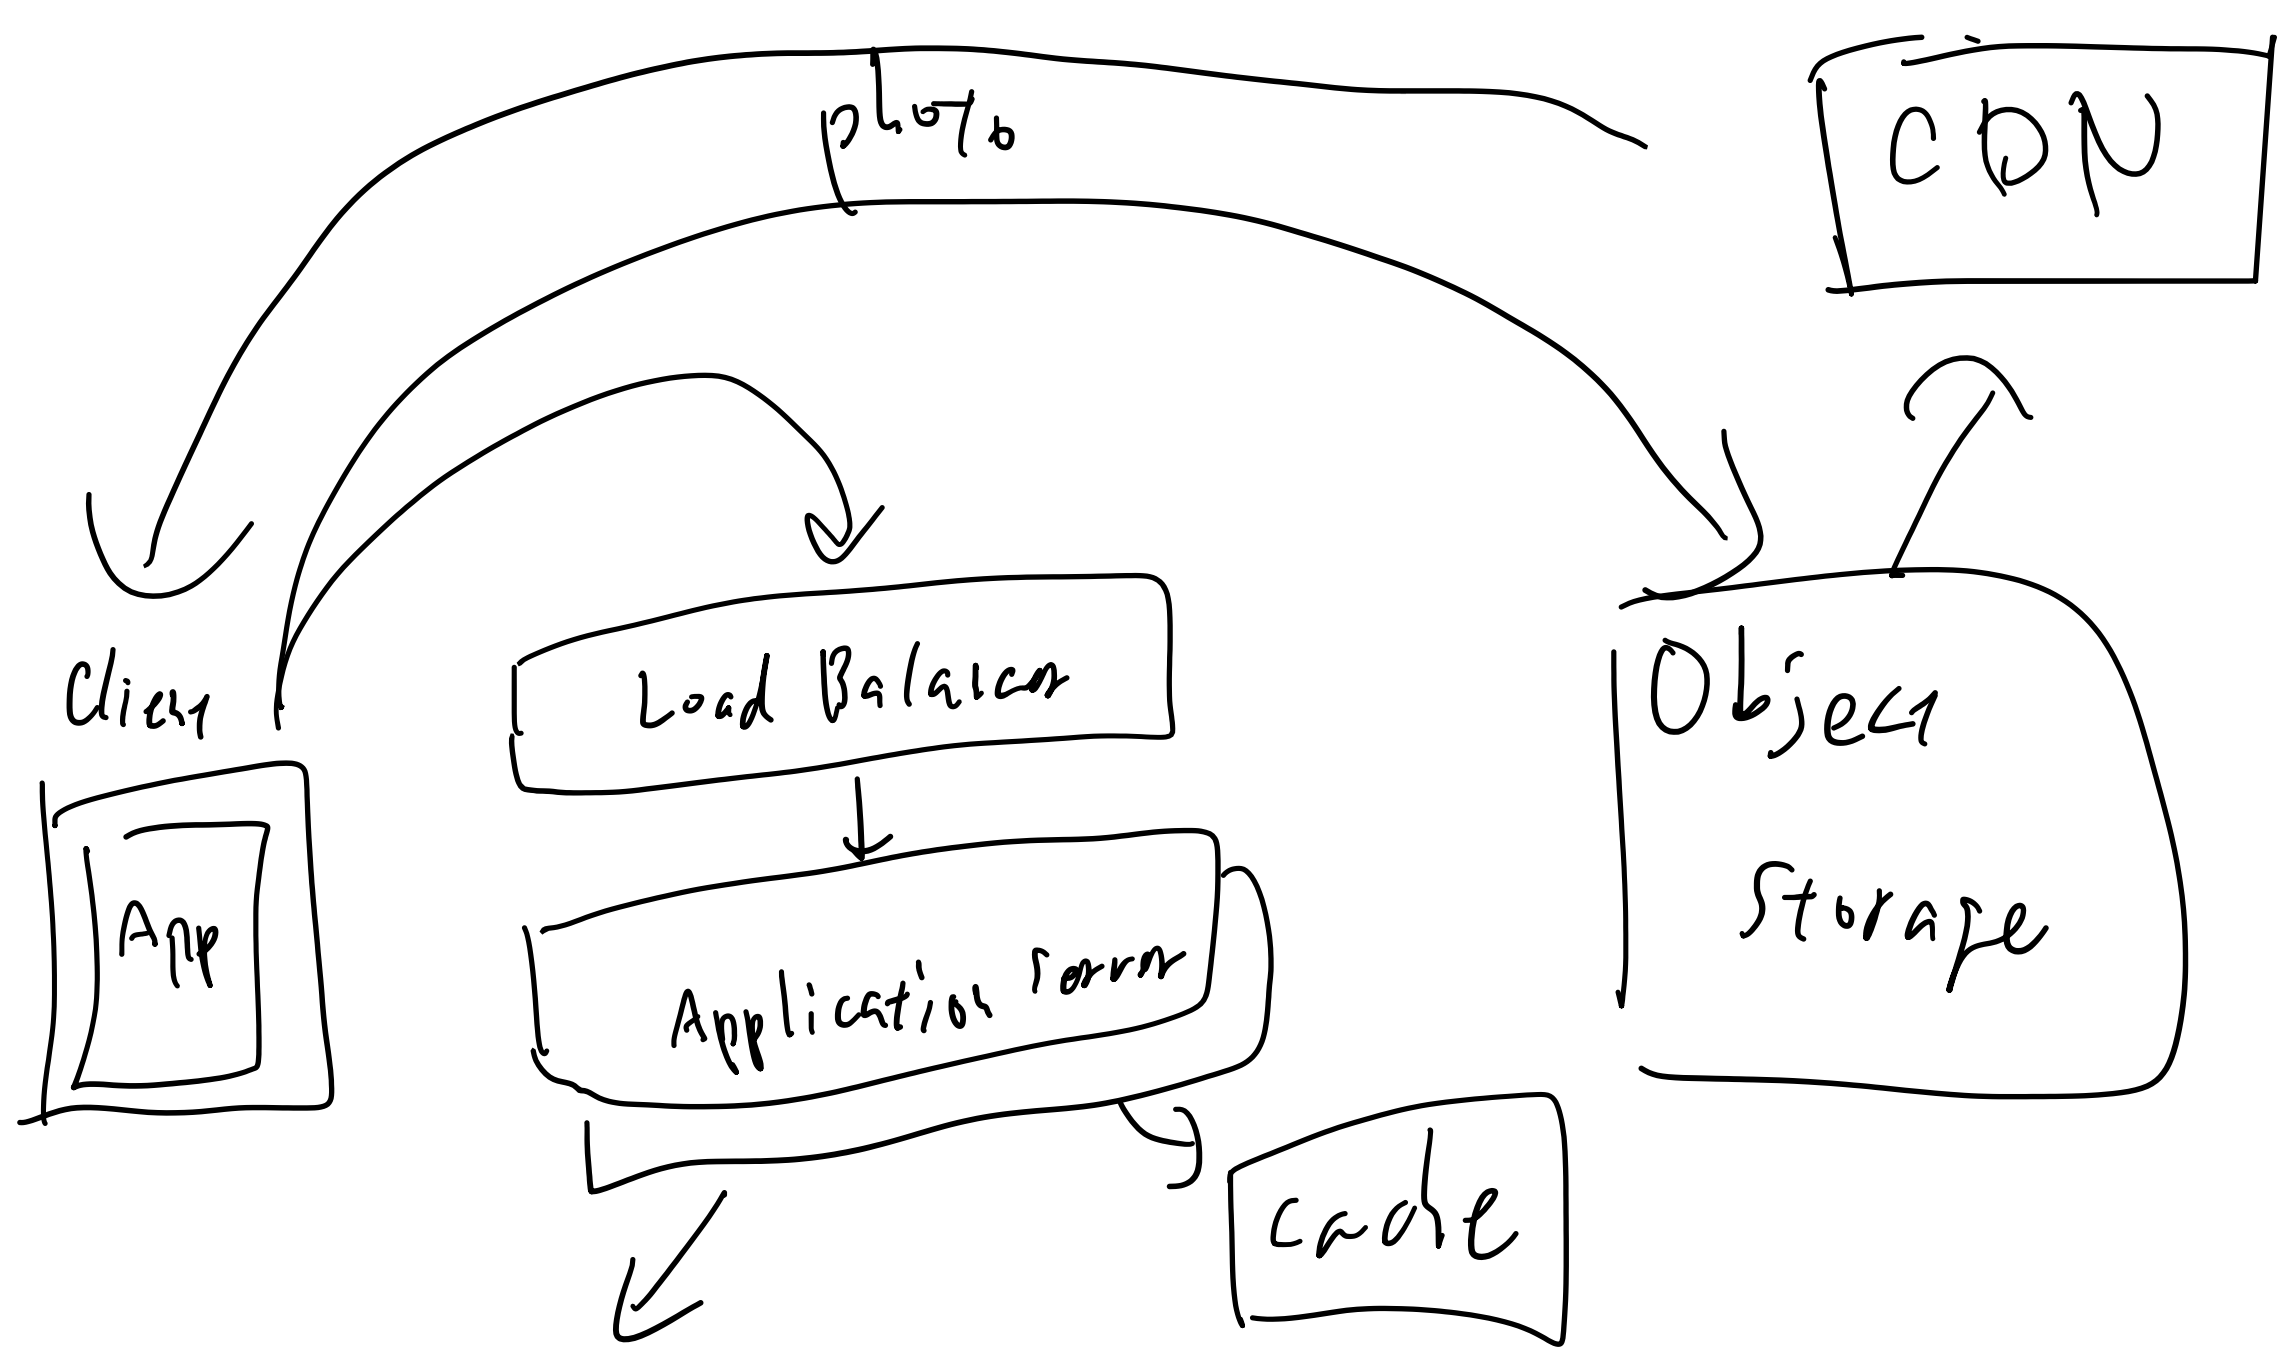 photo
CDN
Client
Load Balancer
Object
Storage
App
Application server
cache